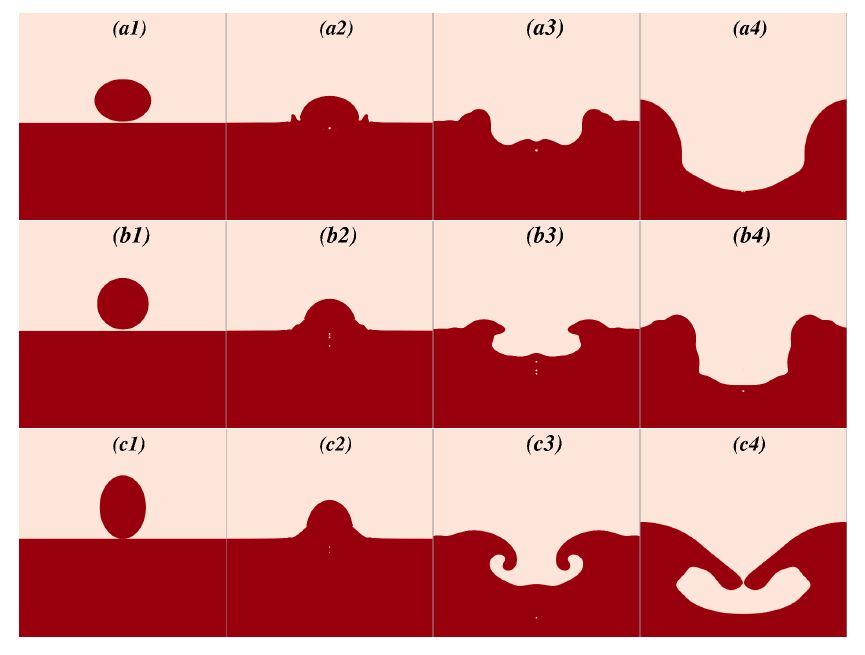 (a1) (a2) (a3) (a4)
(b1) (b2) (b3) (b4)
(c1) (c2) (c3) (c4)